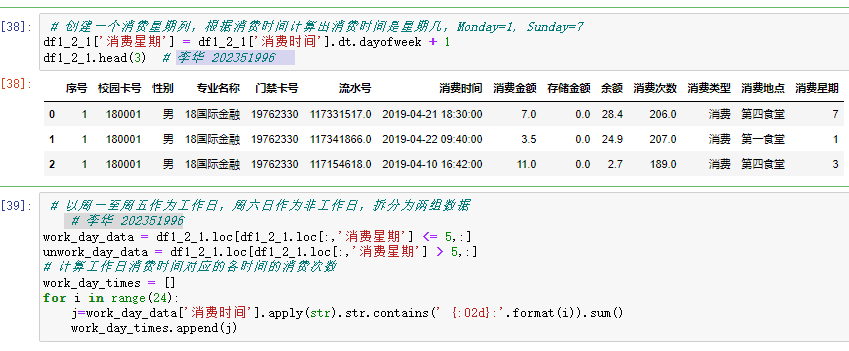 [38]: # 创建一个消费星期列，根据消费时间计算出消费时间是星期几，Monday=1, Sunday=7
df1_2_1['消费星期'] = df1_2_1['消费时间'].dt.dayofweek + 1
df1_2_1.head(3)  # 李华 202351996
[38]: 序号 校园卡号 性别 专业名称 门禁卡号 流水号 消费时间 消费金额 存储金额 余额 消费次数 消费类型 消费地点 消费星期
0 1 180001 男 18国际金融 19762330 117331517.0 2019-04-21 18:30:00 7.0 0.0 28.4 206.0 消费 第四食堂 7
1 1 180001 男 18国际金融 19762330 117341866.0 2019-04-22 09:40:00 3.5 0.0 24.9 207.0 消费 第一食堂 1
2 1 180001 男 18国际金融 19762330 117154618.0 2019-04-10 16:42:00 11.0 0.0 2.7 189.0 消费 第四食堂 3
[39]: # 以周一至周五作为工作日，周六日作为非工作日，拆分为两组数据
# 李华 202351996
work_day_data = df1_2_1.loc[df1_2_1.loc[:,'消费星期'] <= 5,:]
unwork_day_data = df1_2_1.loc[df1_2_1.loc[:,'消费星期'] > 5,:]
# 计算工作日消费时间对应的各时间的消费次数
work_day_times = []
for i in range(24):
    j=work_day_data['消费时间'].apply(str).str.contains(' {:02d}:'.format(i)).sum()
    work_day_times.append(j)